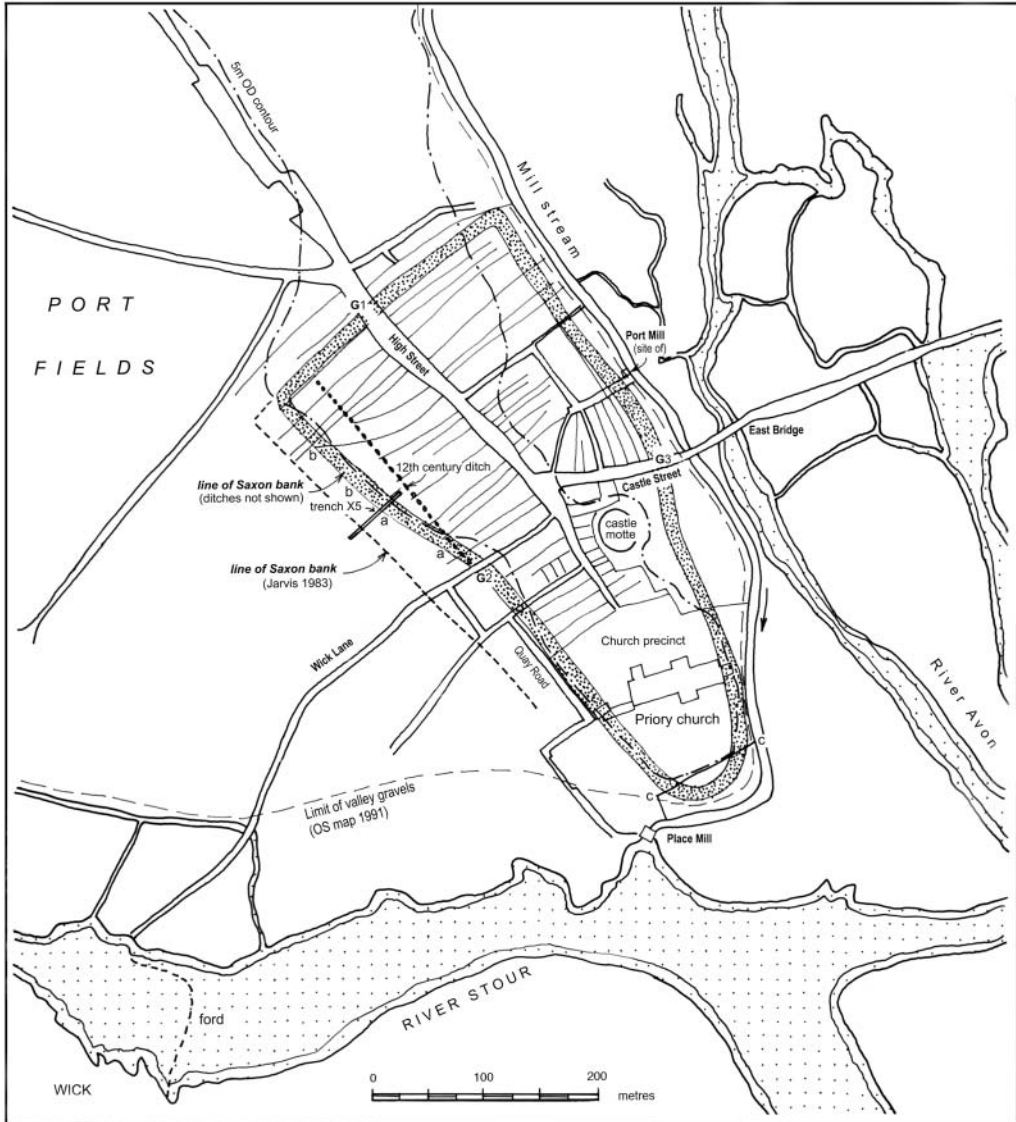 5m OD contour
Mill stream
PORT
FIELDS
G1
High Street
Port Mill
(site of)
East Bridge
G3
Castle Street
12th century ditch
b
line of Saxon bank
(ditches not shown)
b
trench X5
a
castle
motte
a
line of Saxon bank
(Jarvis 1983)
G2
Wick Lane
Quay Road
Church precinct
Priory church
River Avon
C
C
Limit of valley gravels
(OS map 1991)
Place Mill
RIVER STOUR
ford
WICK
0 100 200
metres